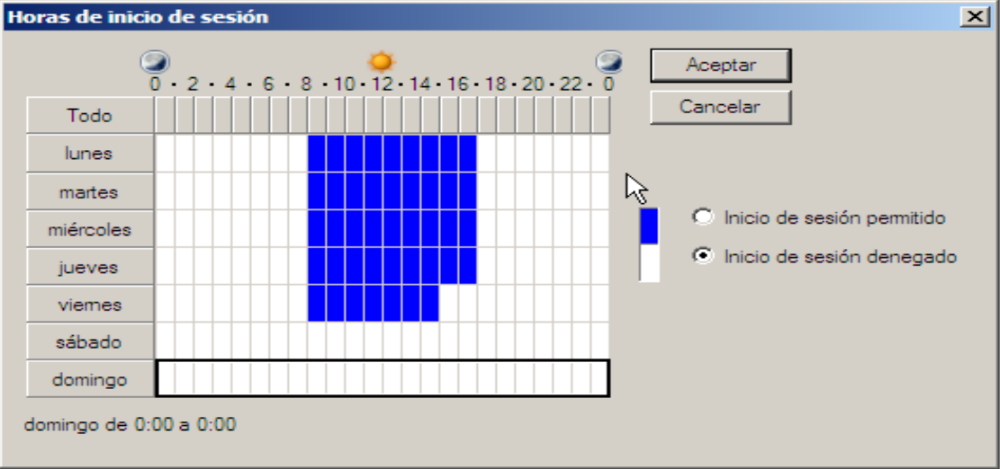 Horas de inicio de sesión
0 · 2 · 4 · 6 · 8 · 10 · 12 · 14 · 16 · 18 · 20 · 22 · 0
Aceptar
Cancelar
Todo
lunes
martes
miércoles
jueves
viernes
sábado
domingo
Inicio de sesión permitido
Inicio de sesión denegado
domingo de 0:00 a 0:00